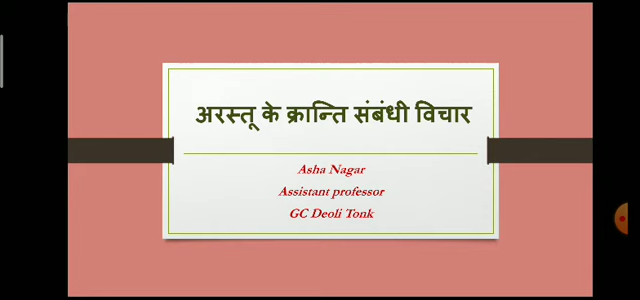 अरस्तू के क्रान्ति संबंधी विचार
Asha Nagar
Assistant professor
GC Deoli Tonk